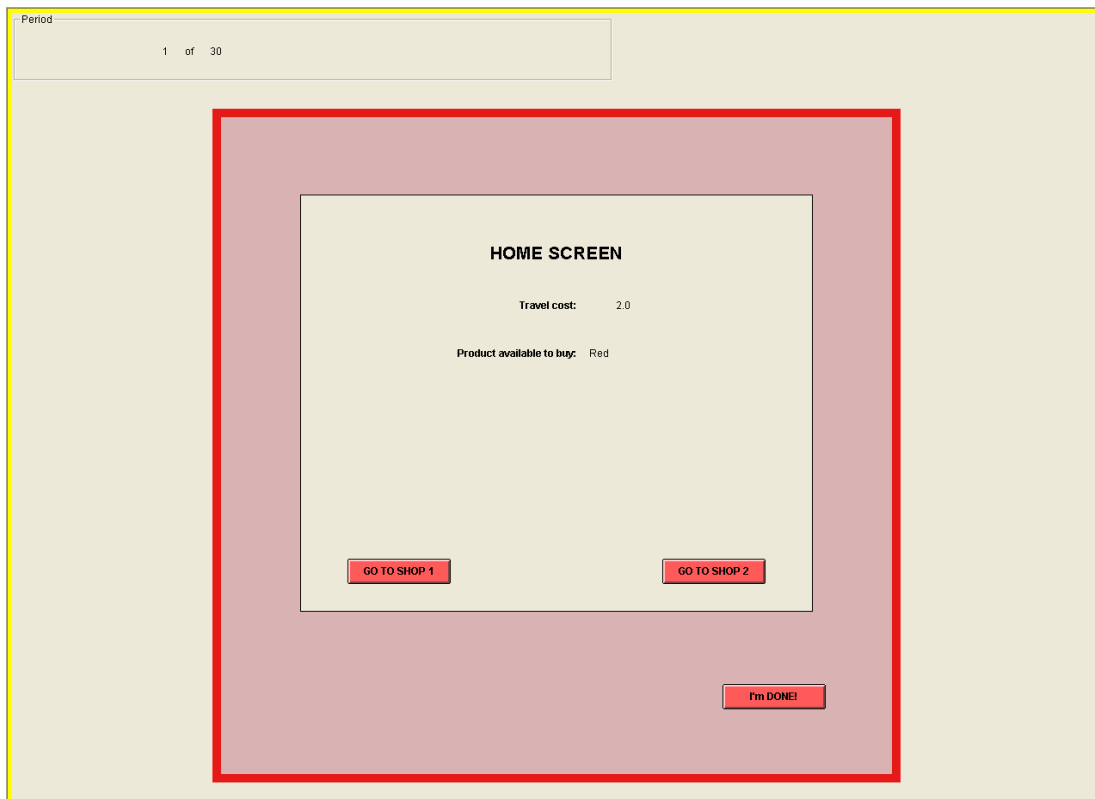 Period
1 of 30
HOME SCREEN
Travel cost: 2.0
Product available to buy: Red
GO TO SHOP 1 GO TO SHOP 2
I'm DONE!